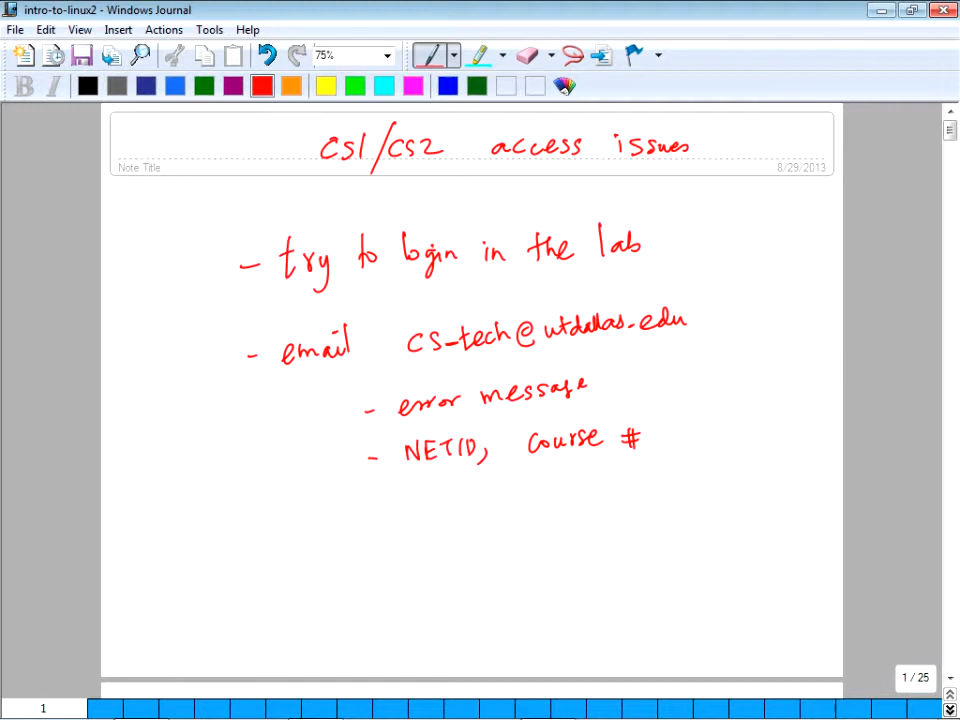 intro-to-linux2 - Windows Journal
File Edit View Insert Actions Tools Help
75%
B I
cs1/cs2 access issues
Note Title 8/29/2013
- try to login in the lab
- email cs-tech@utdallas.edu
- error message
- NETID, course #
1 / 25
1